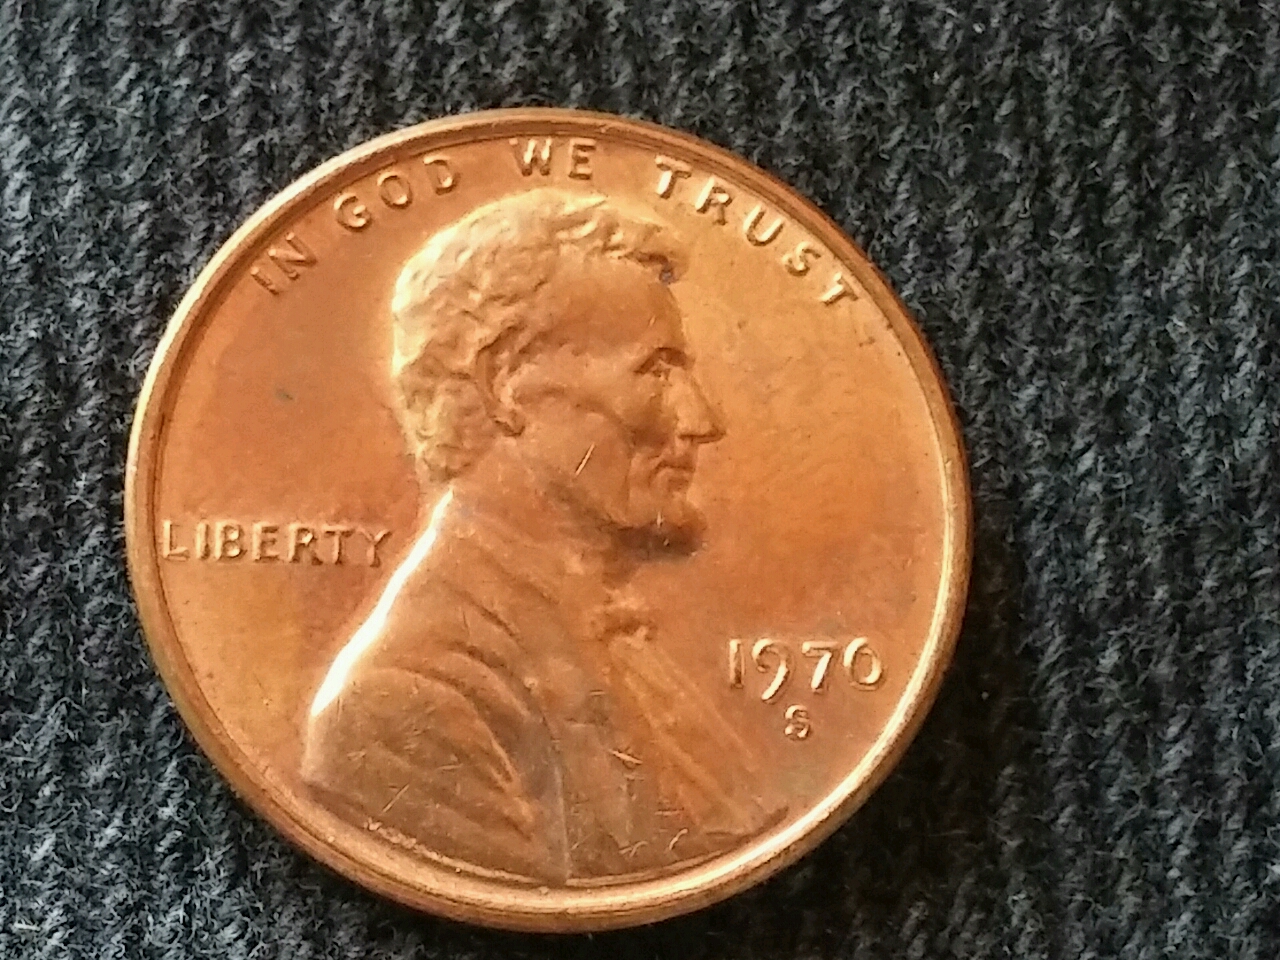 IN GOD WE TRUST
LIBERTY
1970
S